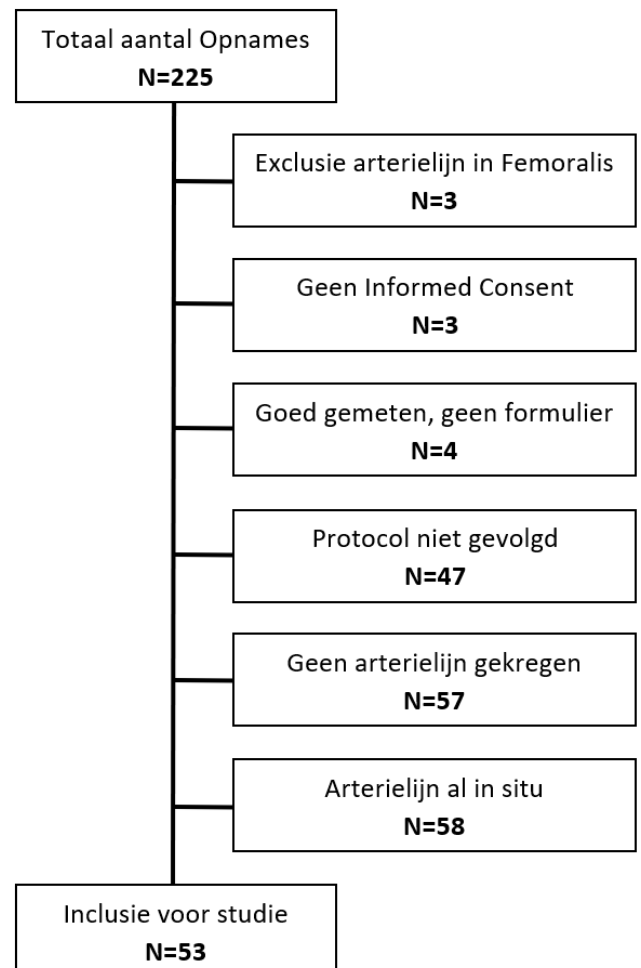 Totaal aantal Opnames
N=225
Exclusie arterielijn in Femoralis
N=3
Geen Informed Consent
N=3
Goed gemeten, geen formulier
N=4
Protocol niet gevolgd
N=47
Geen arterielijn gekregen
N=57
Arterielijn al in situ
N=58
Inclusie voor studie
N=53